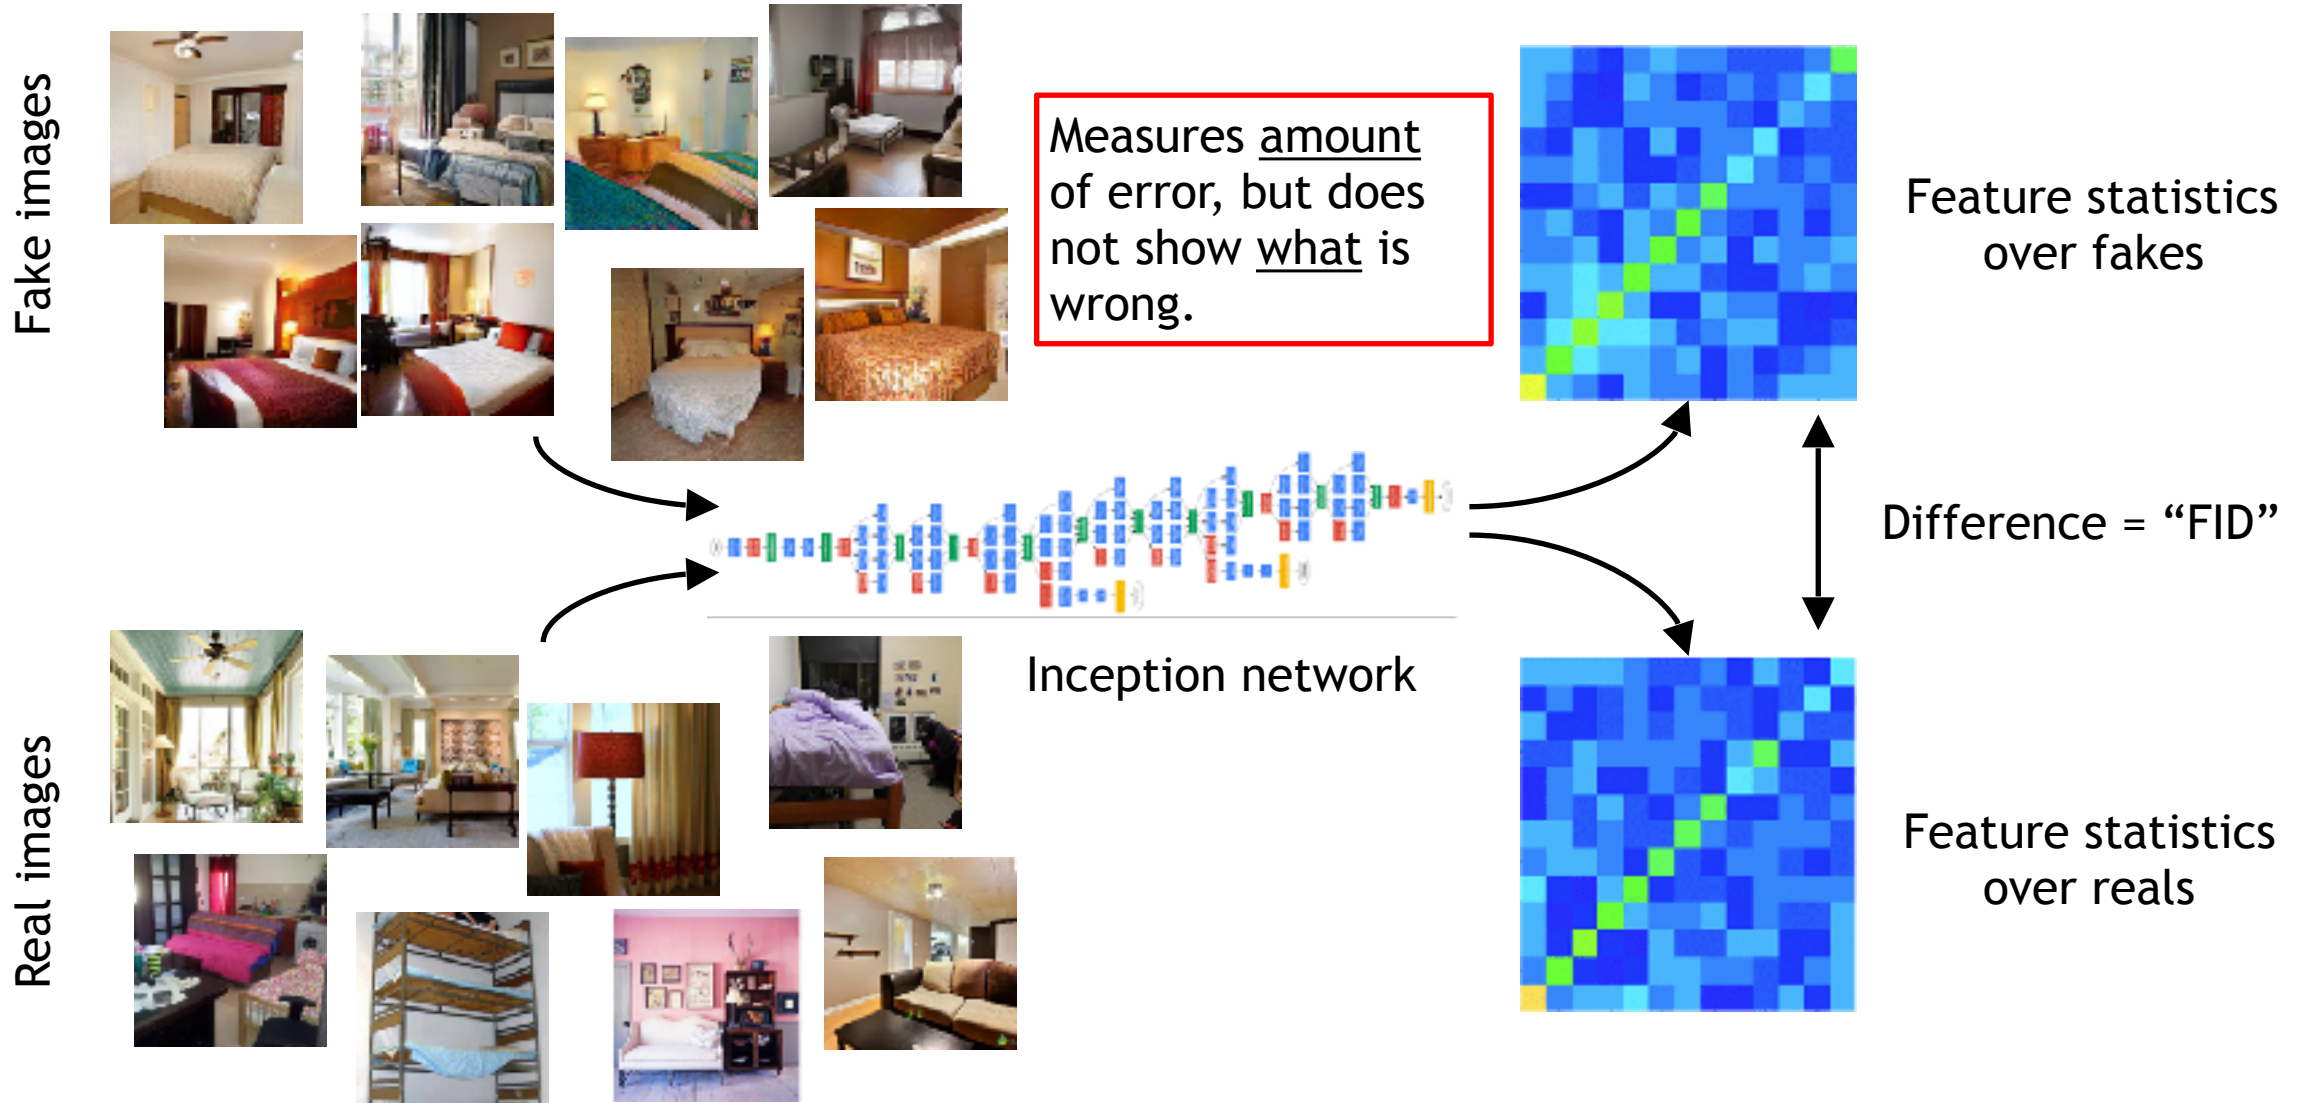 Fake images
Measures amount
of error, but does
not show what is
wrong.
Feature statistics
over fakes
Difference = “FID”
Inception network
Real images
Feature statistics
over reals